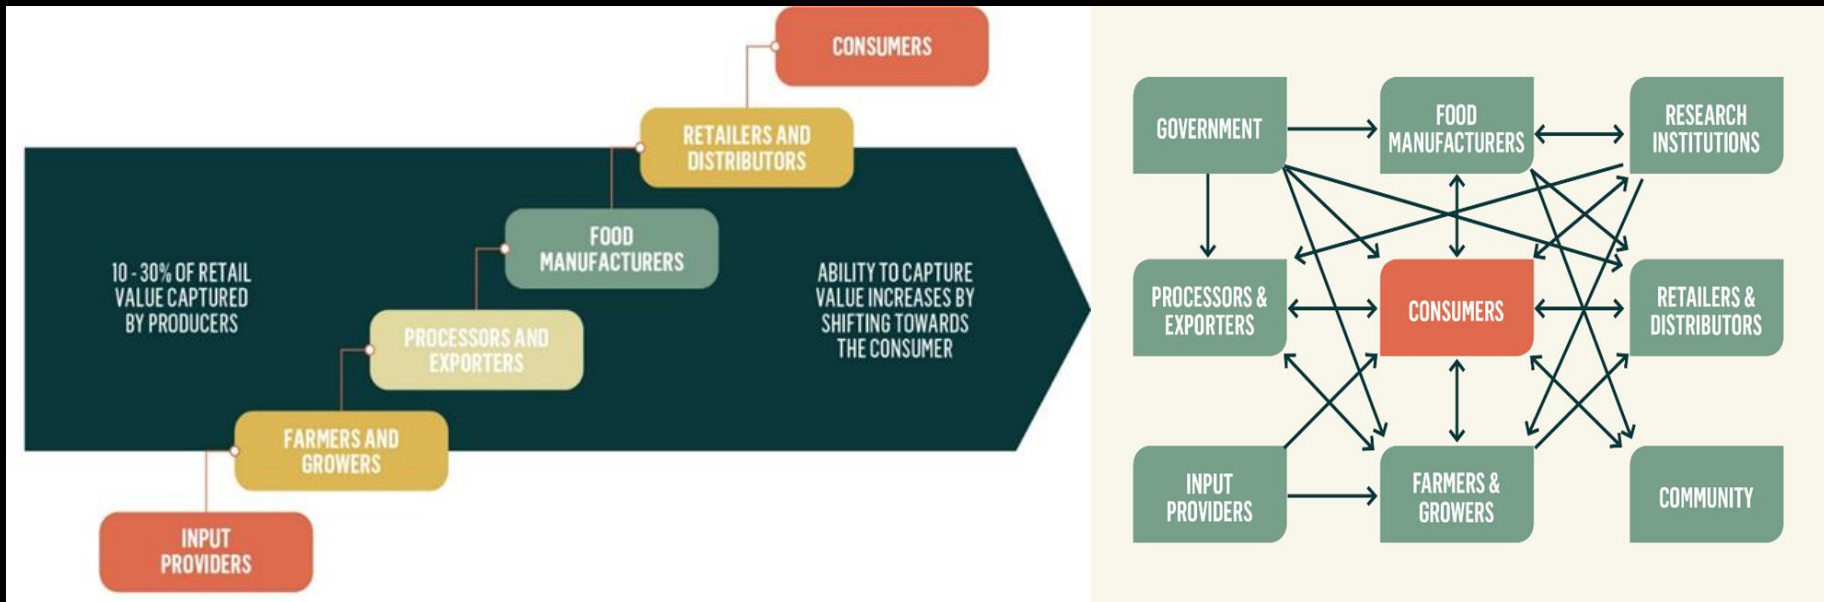 CONSUMERS
RETAILERS AND
DISTRIBUTORS
FOOD
MANUFACTURERS
10 - 30% OF RETAIL
VALUE CAPTURED
BY PRODUCERS
ABILITY TO CAPTURE
VALUE INCREASES BY
SHIFTING TOWARDS
THE CONSUMER
PROCESSORS AND
EXPORTERS
FARMERS AND
GROWERS
INPUT
PROVIDERS
GOVERNMENT
FOOD
MANUFACTURERS
RESEARCH
INSTITUTIONS
PROCESSORS &
EXPORTERS
CONSUMERS
RETAILERS &
DISTRIBUTORS
INPUT
PROVIDERS
FARMERS &
GROWERS
COMMUNITY